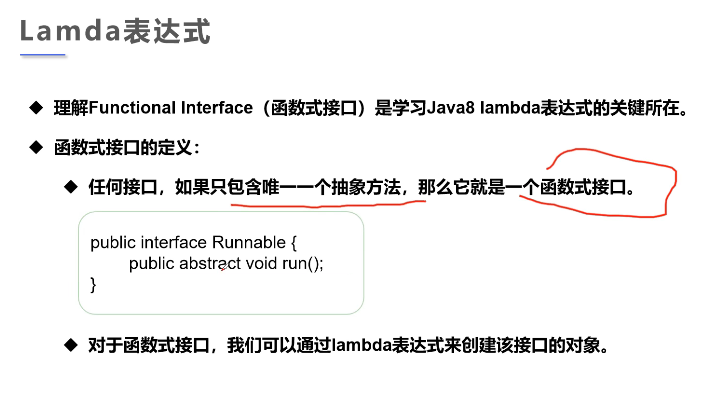 Lamda表达式
理解Functional Interface（函数式接口）是学习Java8 lambda表达式的关键所在。
函数式接口的定义：
任何接口，如果只包含唯一一个抽象方法，那么它就是一个函数式接口。
public interface Runnable {
public abstract void run();
}
对于函数式接口，我们可以通过lambda表达式来创建该接口的对象。